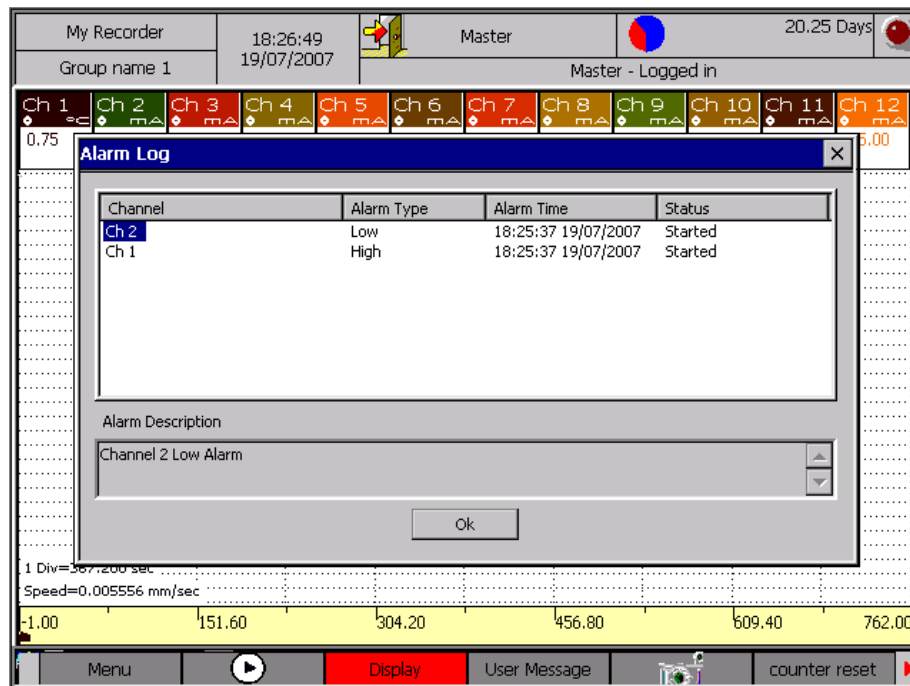 My Recorder
18:26:49
19/07/2007
Master
20.25 Days
Group name 1
Master - Logged in
Ch 1 Ch 2 Ch 3 Ch 4 Ch 5 Ch 6 Ch 7 Ch 8 Ch 9 Ch 10 Ch 11 Ch 12
°C mA mA mA mA mA mA mA mA mA mA mA
0.75
Alarm Log
Channel Alarm Type Alarm Time Status
Ch 2 Low 18:25:37 19/07/2007 Started
Ch 1 High 18:25:37 19/07/2007 Started
Alarm Description
Channel 2 Low Alarm
Ok
1 Div=367.200 sec
Speed=0.005556 mm/sec
-1.00 151.60 304.20 456.80 609.40 762.00
Menu Display User Message counter reset